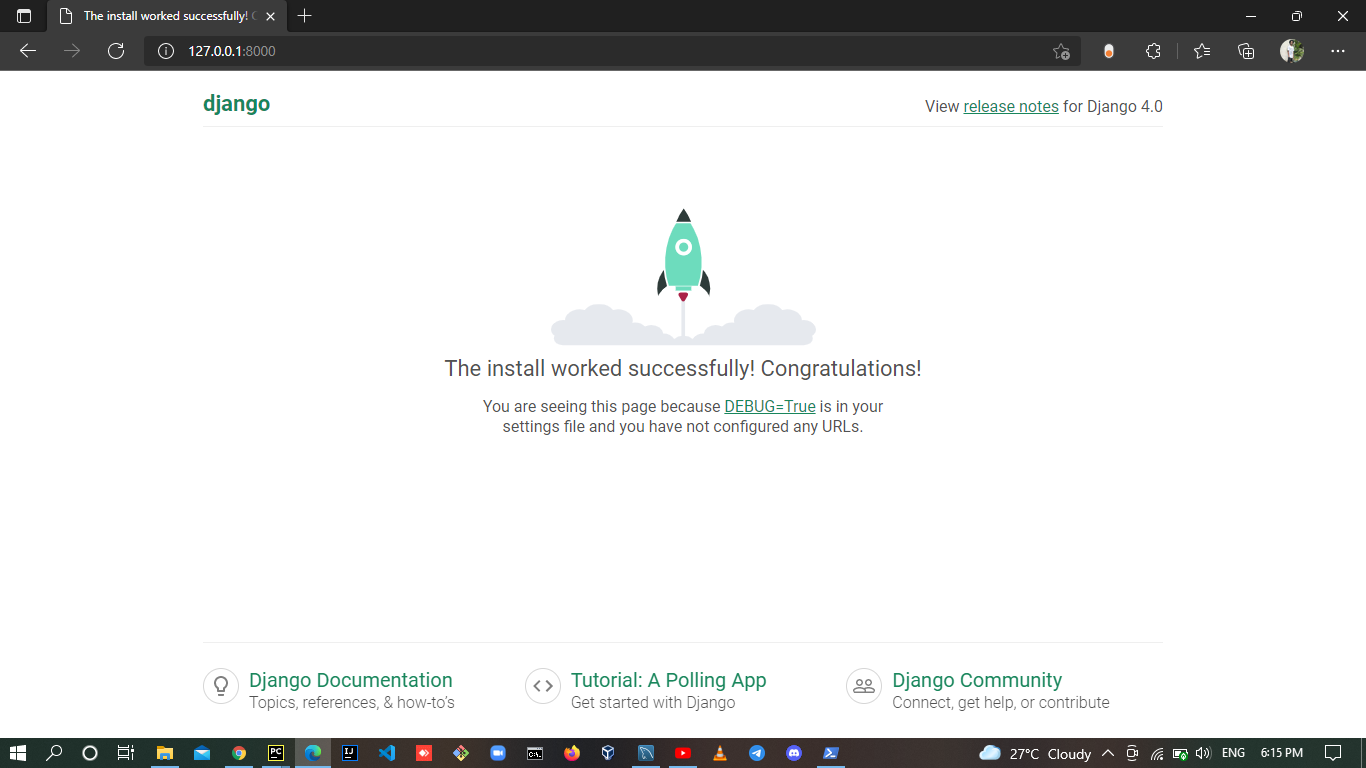 The install worked successfully! C
127.0.0.1:8000
django
View release notes for Django 4.0
The install worked successfully! Congratulations!
You are seeing this page because DEBUG=True is in your
settings file and you have not configured any URLs.
Django Documentation
Topics, references, & how-to’s
Tutorial: A Polling App
Get started with Django
Django Community
Connect, get help, or contribute
PC
IJ
27°C Cloudy
ENG
6:15 PM